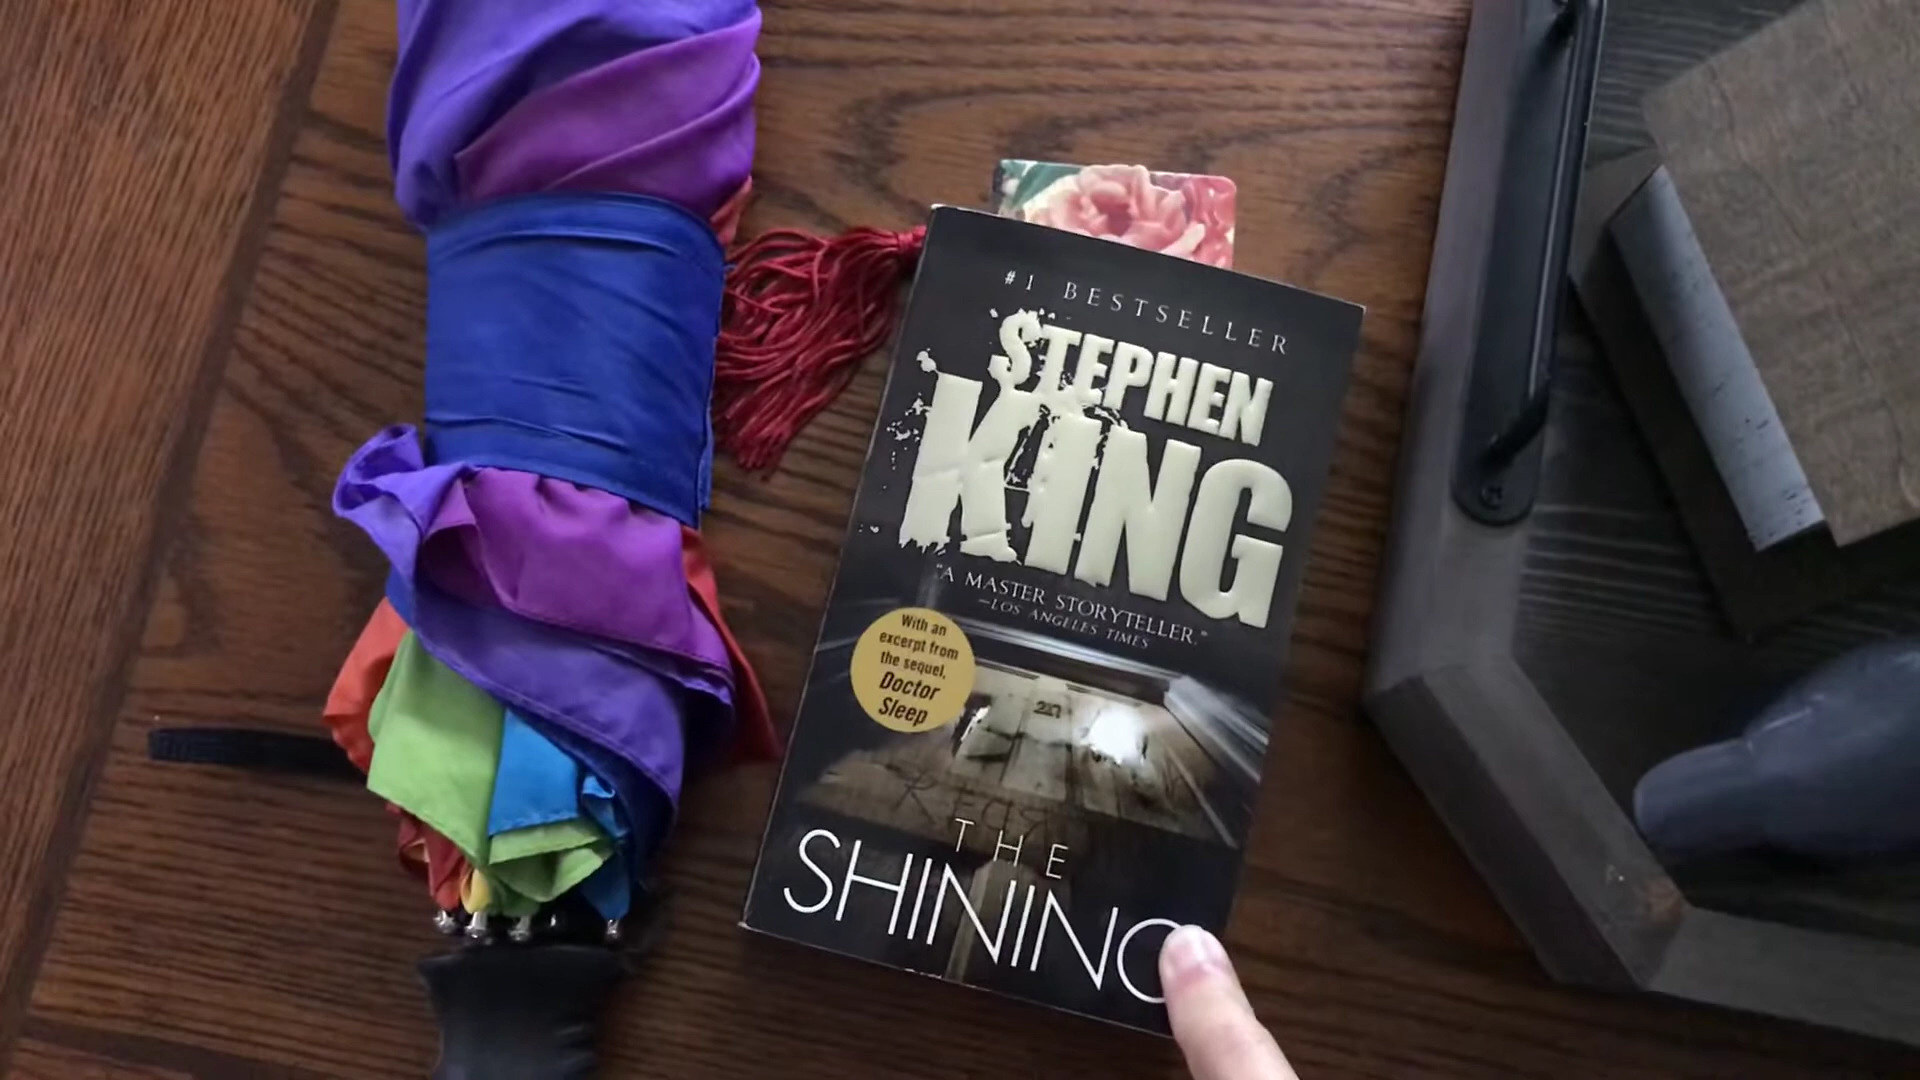 #1 BESTSELLER
STEPHEN
KING
"A MASTER STORYTELLER."
—LOS ANGELES TIMES
With an
excerpt from
the sequel,
Doctor
Sleep
217
THE
SHINING